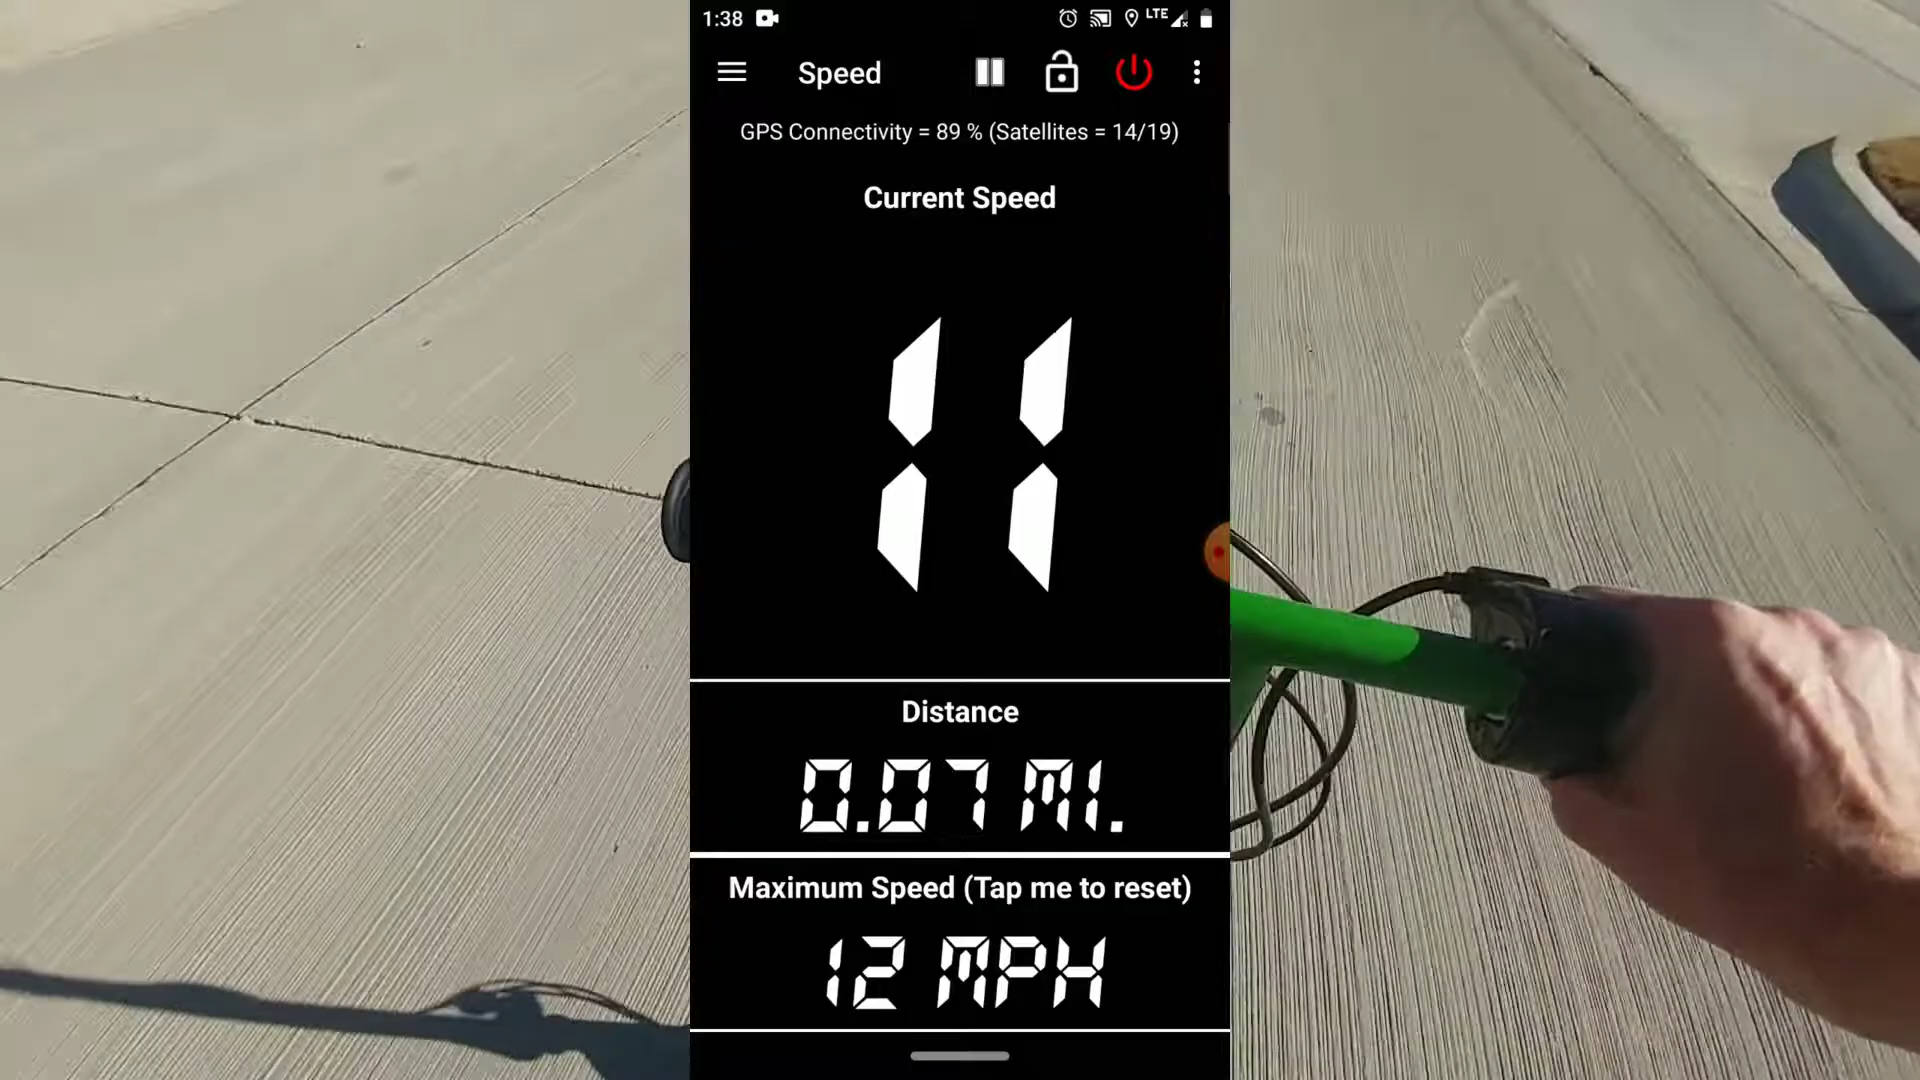 1:38 LTE
Speed
GPS Connectivity = 89 % (Satellites = 14/19)
Current Speed
11
Distance
0.07 MI.
Maximum Speed (Tap me to reset)
12 MPH